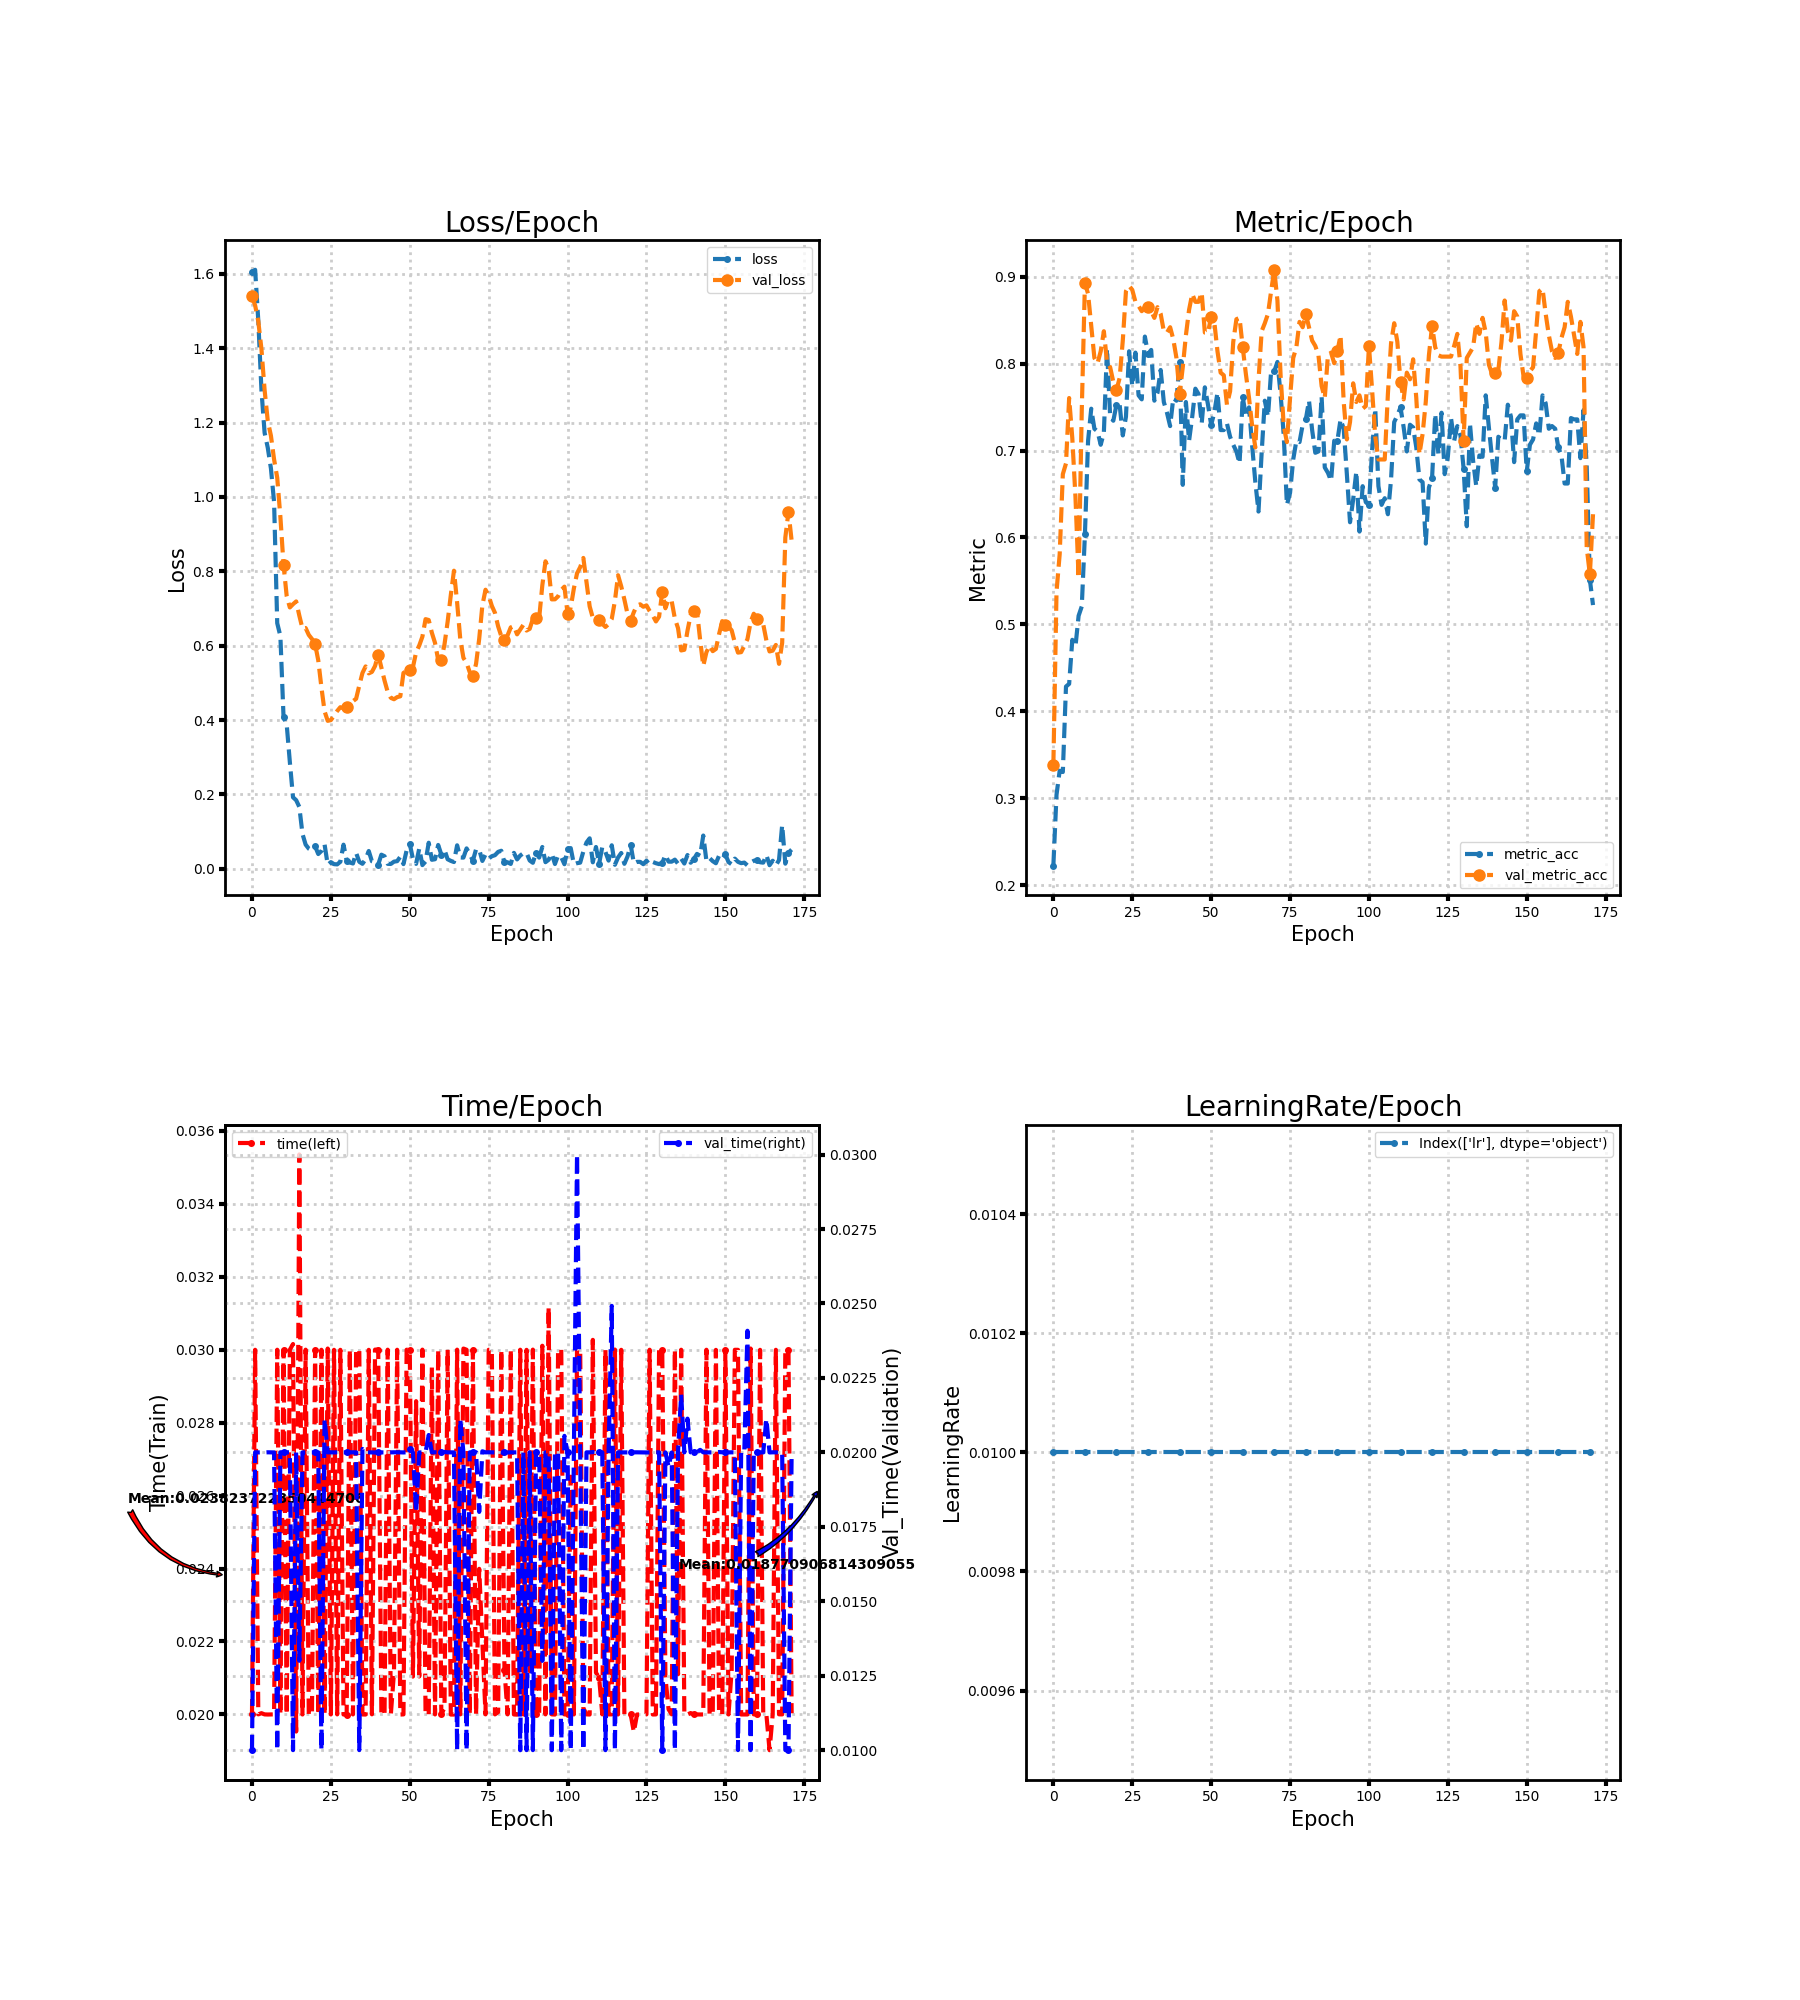 Loss/Epoch
loss
val_loss
1.6
1.4
1.2
1.0
0.8
0.6
0.4
0.2
0.0
Loss
0 25 50 75 100 125 150 175
Epoch
Metric/Epoch
0.9
0.8
0.7
0.6
0.5
0.4
0.3
0.2
Metric
metric_acc
val_metric_acc
0 25 50 75 100 125 150 175
Epoch
Time/Epoch
time(left)
val_time(right)
0.036
0.034
0.032
0.030
0.028
0.026
0.024
0.022
0.020
Time(Train)
0.0300
0.0275
0.0250
0.0225
0.0200
0.0175
0.0150
0.0125
0.0100
Val_Time(Validation)
Mean:0.018770906814309055
0 25 50 75 100 125 150 175
Epoch
LearningRate/Epoch
Index(['lr'], dtype='object')
0.0104
0.0102
0.0100
0.0098
0.0096
LearningRate
0 25 50 75 100 125 150 175
Epoch